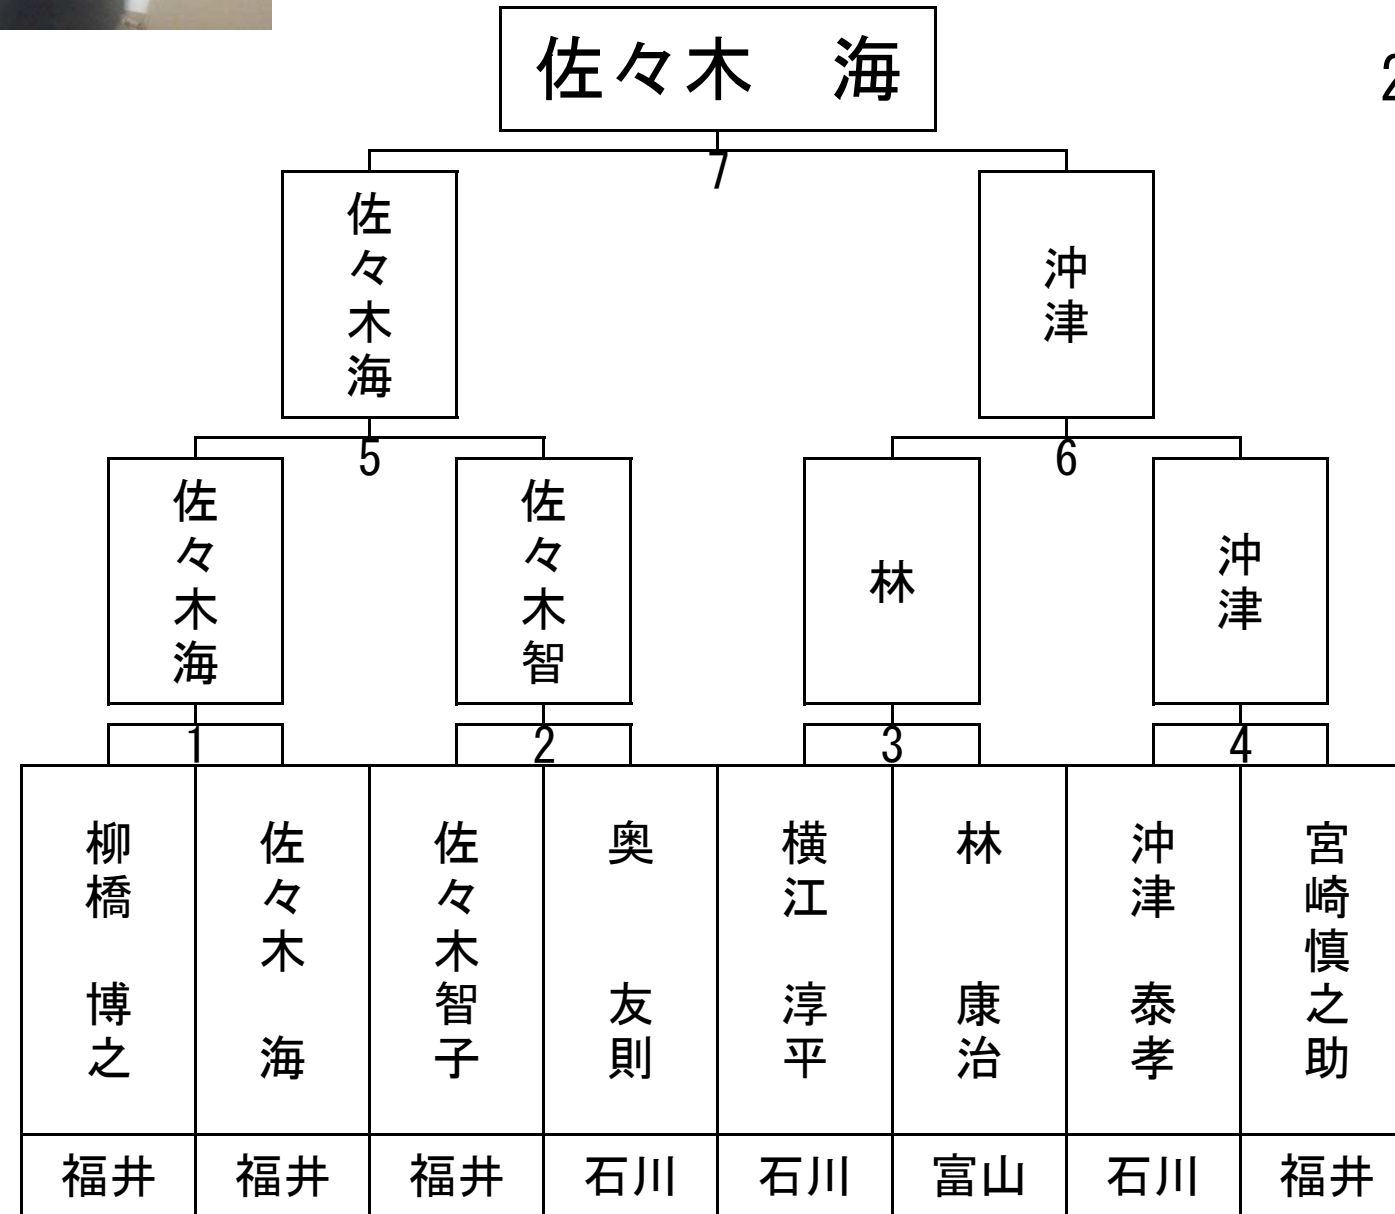 佐々木　海
2
7
佐々木海
沖津
5
6
佐々木海
佐々木智
林
沖津
1
2
3
4
柳橋　博之
佐々木　海
佐々木智子
奥　　友則
横江　淳平
林　　康治
沖津　泰孝
宮崎慎之助
福井
福井
福井
石川
石川
富山
石川
福井